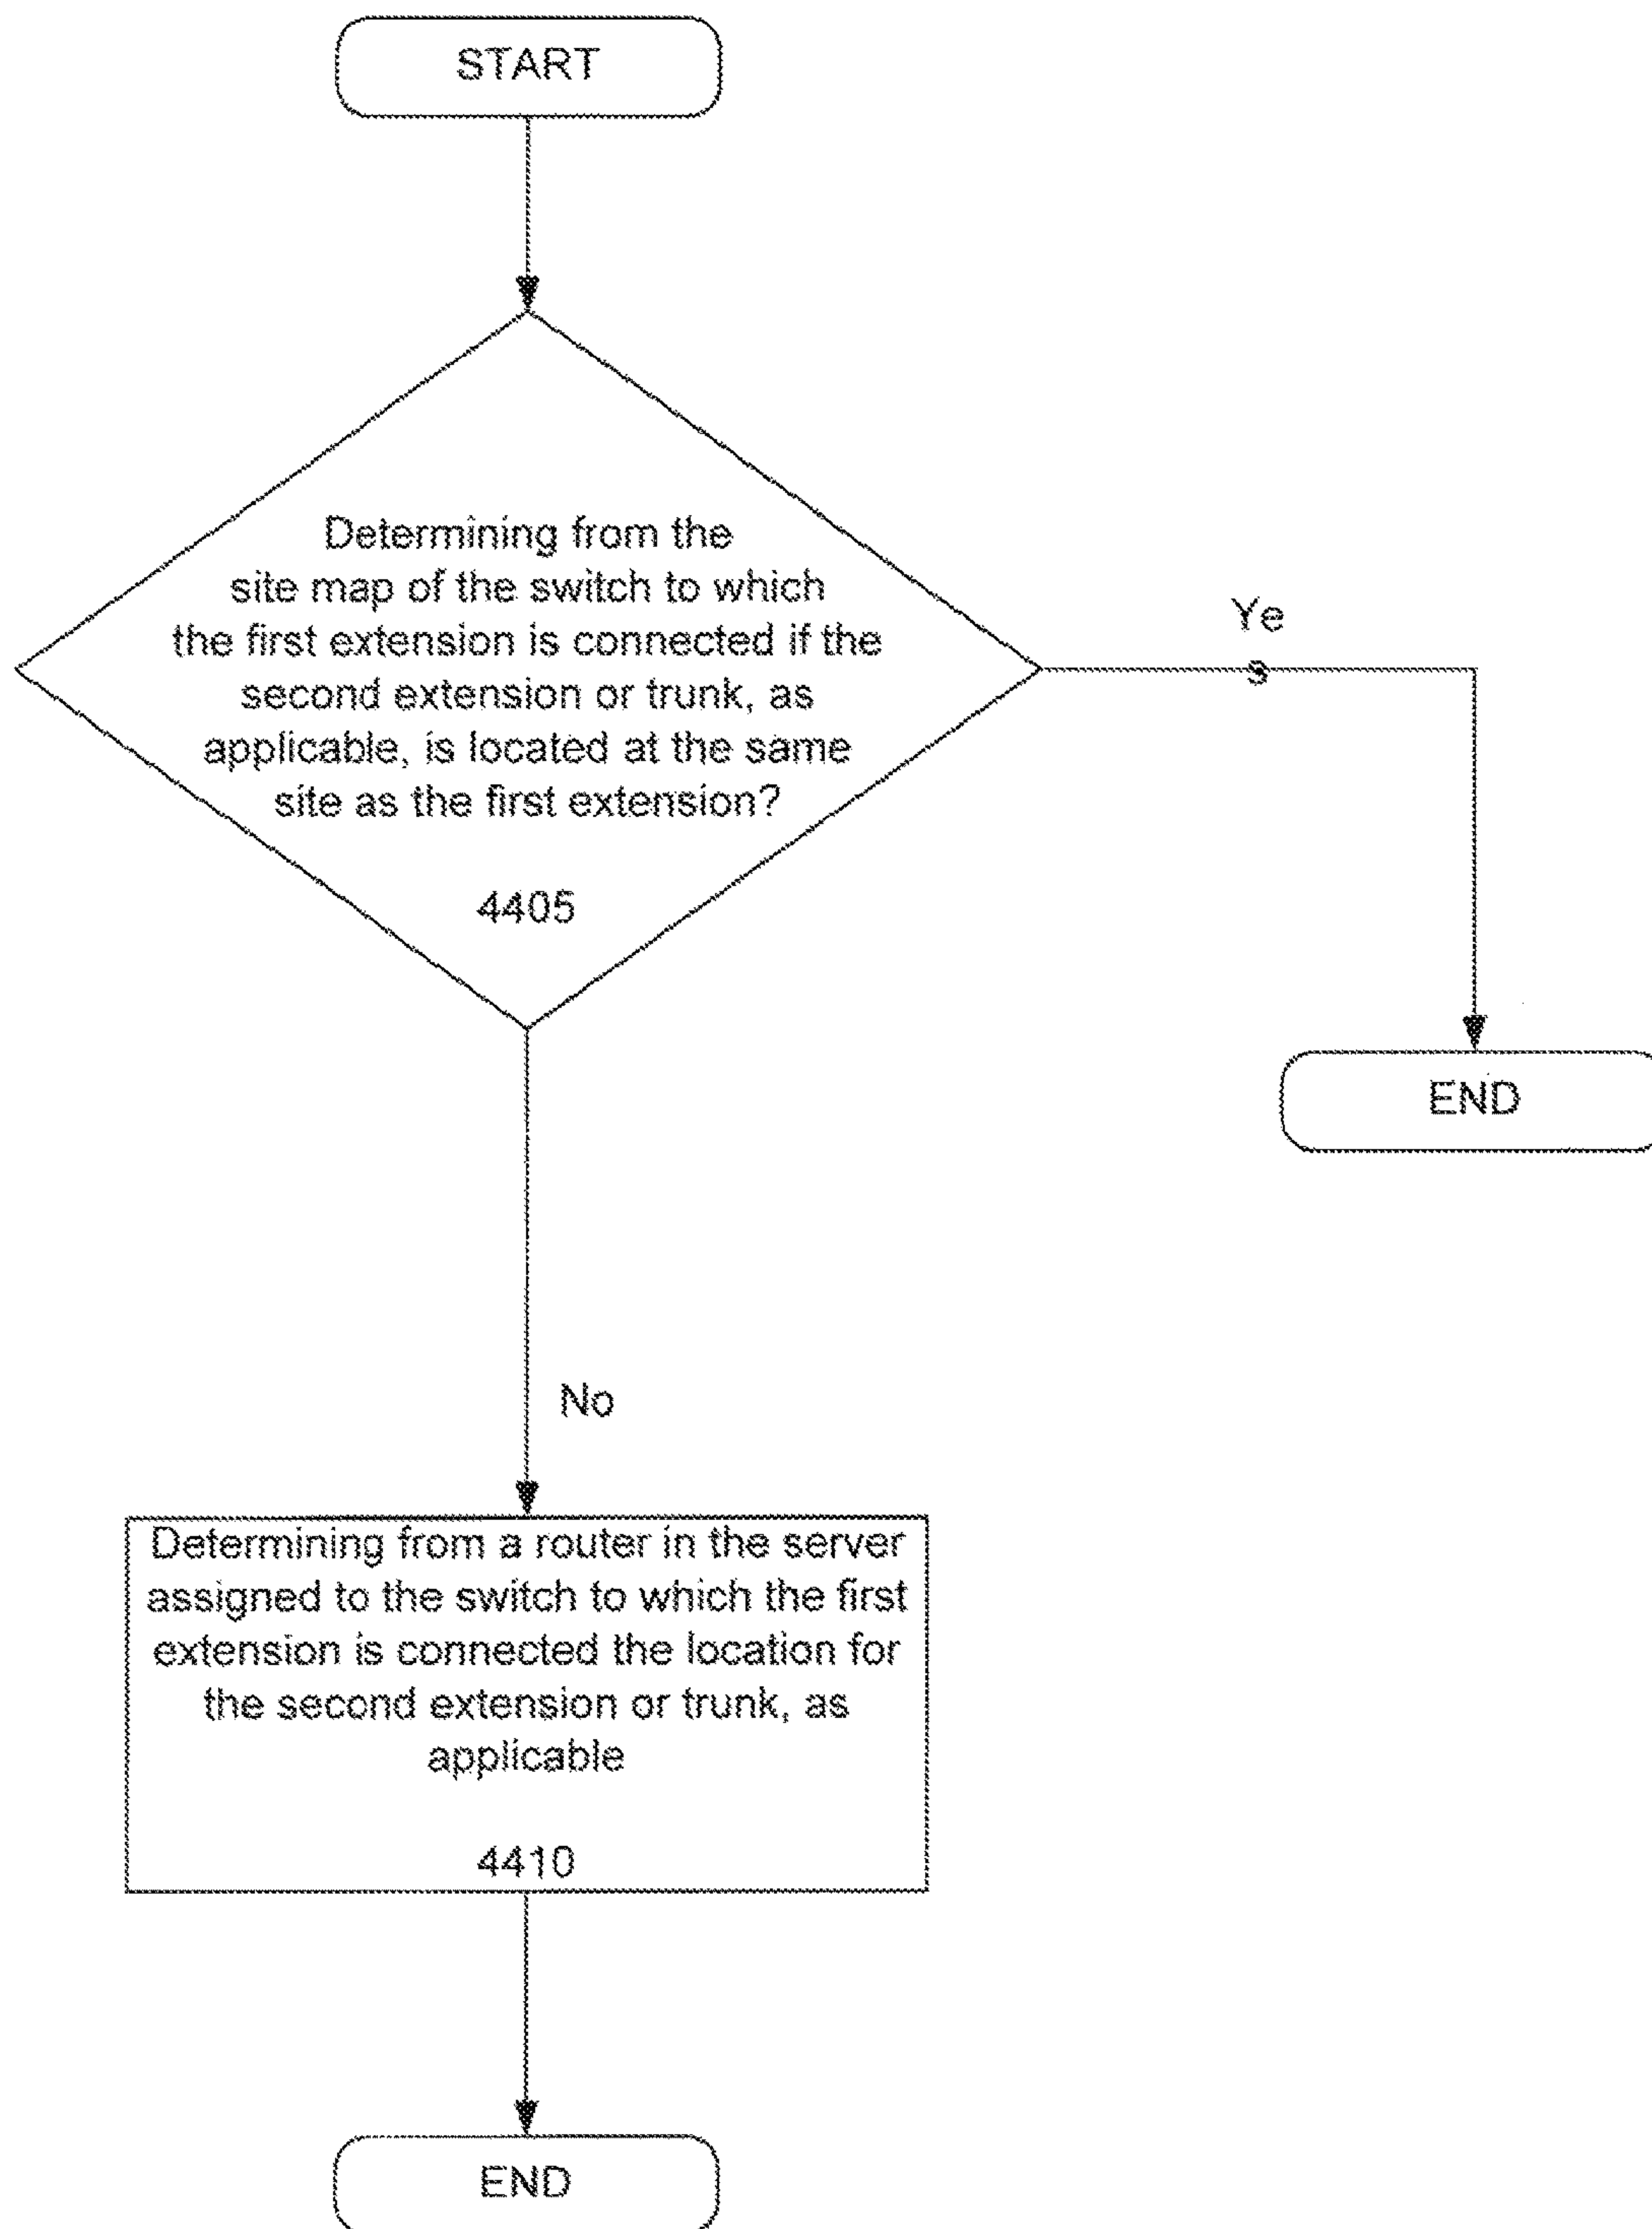 START
Determining from the
site map of the switch to which
the first extension is connected if the
second extension or trunk, as
applicable, is located at the same
site as the first extension?
4405
Ye
s
END
No
Determining from a router in the server
assigned to the switch to which the first
extension is connected the location for
the second extension or trunk, as
applicable
4410
END